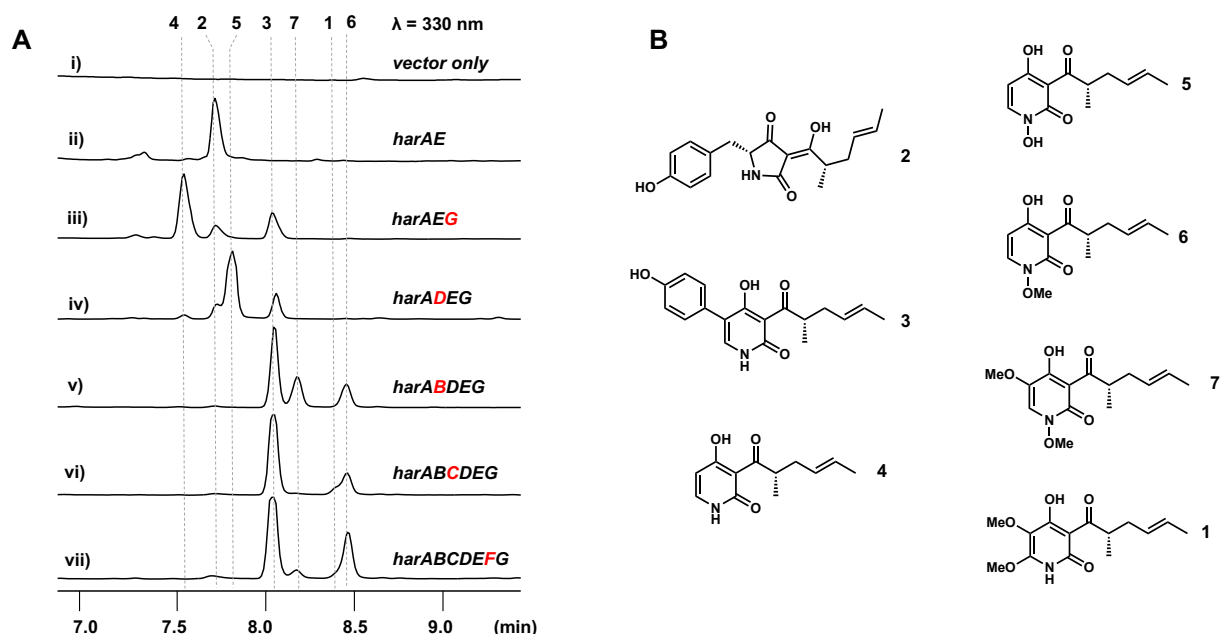 A
4 2 5 3 7 1 6 λ = 330 nm
i) vector only
ii) harAE
iii) harAEG
iv) harADEG
v) harABDEG
vi) harABCDEG
vii) harABCDEFG
7.0 7.5 8.0 8.5 9.0 (min)
B
OH O
N O
OH
5
O OH
HO HN O
2
OH O
N O
OMe
6
HO OH O
N O
H
3
OH O
MeO
N O
OMe
7
OH O
N O
H
4
OH O
MeO
MeO N O
H
1